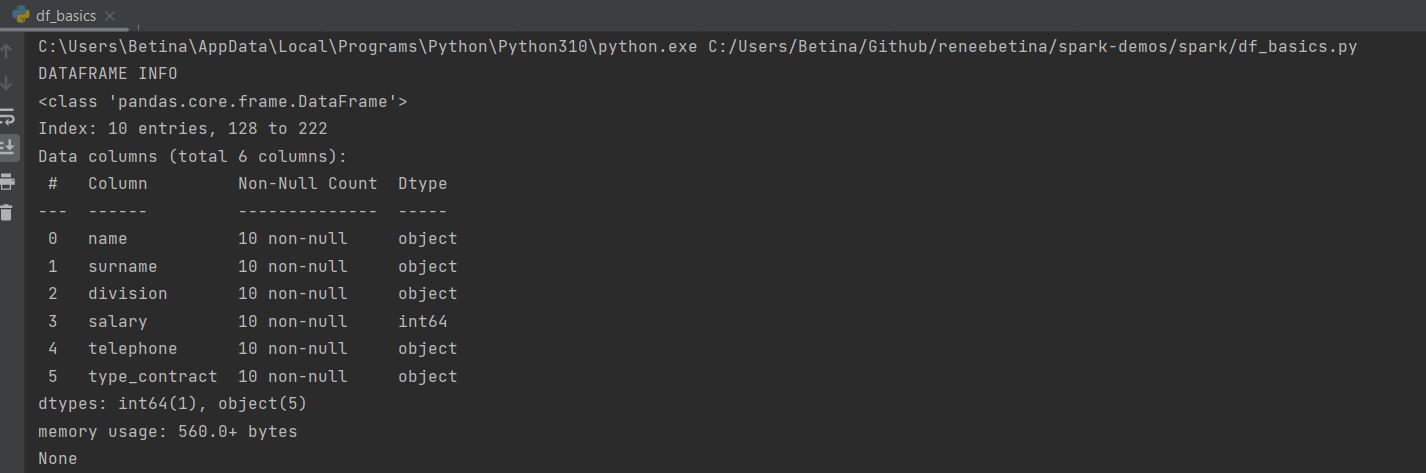 df_basics
C:\Users\Betina\AppData\Local\Programs\Python\Python310\python.exe C:/Users/Betina/Github/reneebetina/spark-demos/spark/df_basics.py
DATAFRAME INFO
<class 'pandas.core.frame.DataFrame'>
Index: 10 entries, 128 to 222
Data columns (total 6 columns):
 #   Column         Non-Null Count  Dtype
---  ------         --------------  -----
 0   name           10 non-null     object
 1   surname        10 non-null     object
 2   division       10 non-null     object
 3   salary         10 non-null     int64
 4   telephone      10 non-null     object
 5   type_contract  10 non-null     object
dtypes: int64(1), object(5)
memory usage: 560.0+ bytes
None